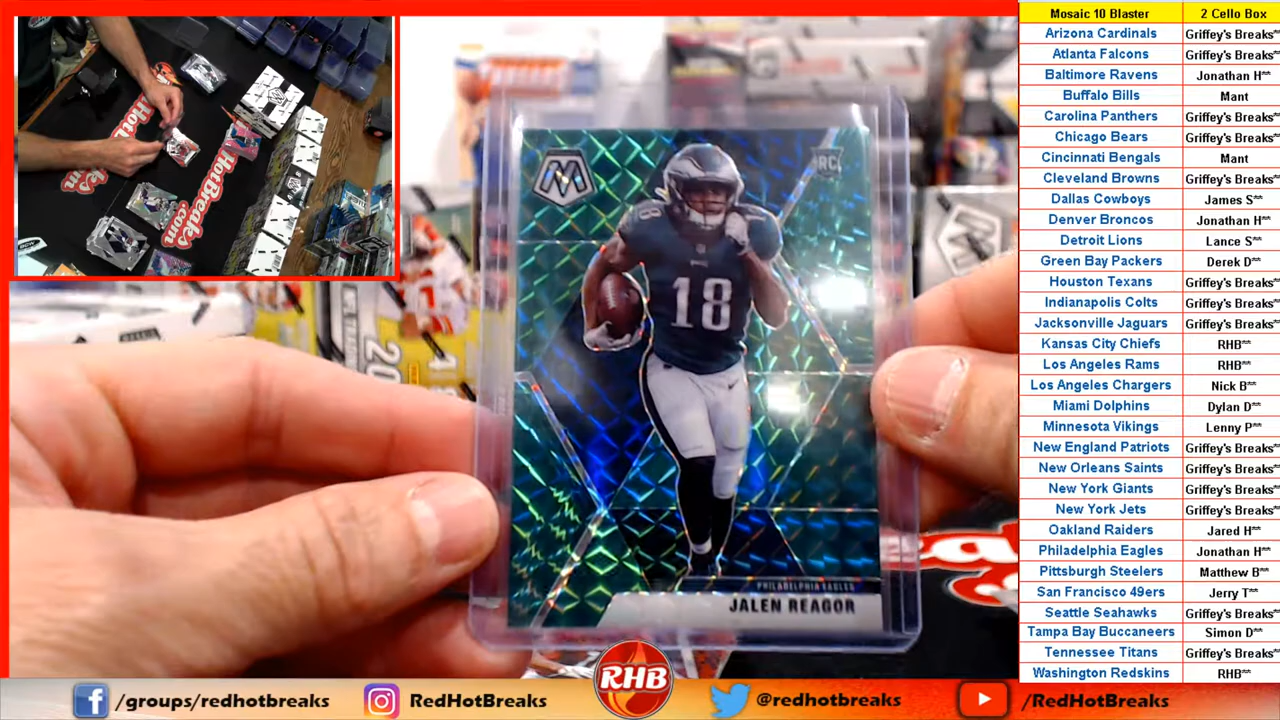 Mosaic 10 Blaster 2 Cello Box
Arizona Cardinals Griffey's Breaks**
Atlanta Falcons Griffey's Breaks**
Baltimore Ravens Jonathan H**
Buffalo Bills Mant
Carolina Panthers Griffey's Breaks**
Chicago Bears Griffey's Breaks**
Cincinnati Bengals Mant
Cleveland Browns Griffey's Breaks**
Dallas Cowboys James S**
Denver Broncos Jonathan H**
Detroit Lions Lance S**
Green Bay Packers Derek D**
Houston Texans Griffey's Breaks**
Indianapolis Colts Griffey's Breaks**
Jacksonville Jaguars Griffey's Breaks**
Kansas City Chiefs RHB**
Los Angeles Rams RHB**
Los Angeles Chargers Nick B**
Miami Dolphins Dylan D**
Minnesota Vikings Lenny P**
New England Patriots Griffey's Breaks**
New Orleans Saints Griffey's Breaks**
New York Giants Griffey's Breaks**
New York Jets Griffey's Breaks**
Oakland Raiders Jared H**
Philadelphia Eagles Jonathan H**
Pittsburgh Steelers Matthew B**
San Francisco 49ers Jerry T**
Seattle Seahawks Griffey's Breaks**
Tampa Bay Buccaneers Simon D**
Tennessee Titans Griffey's Breaks**
Washington Redskins RHB**
HotBreaks
HotBreaks.com
M
RC
18
18
18
PHILADELPHIA EAGLES
JALEN REAGOR
RHB
/groups/redhotbreaks
RedHotBreaks
@redhotbreaks
/RedHotBreaks